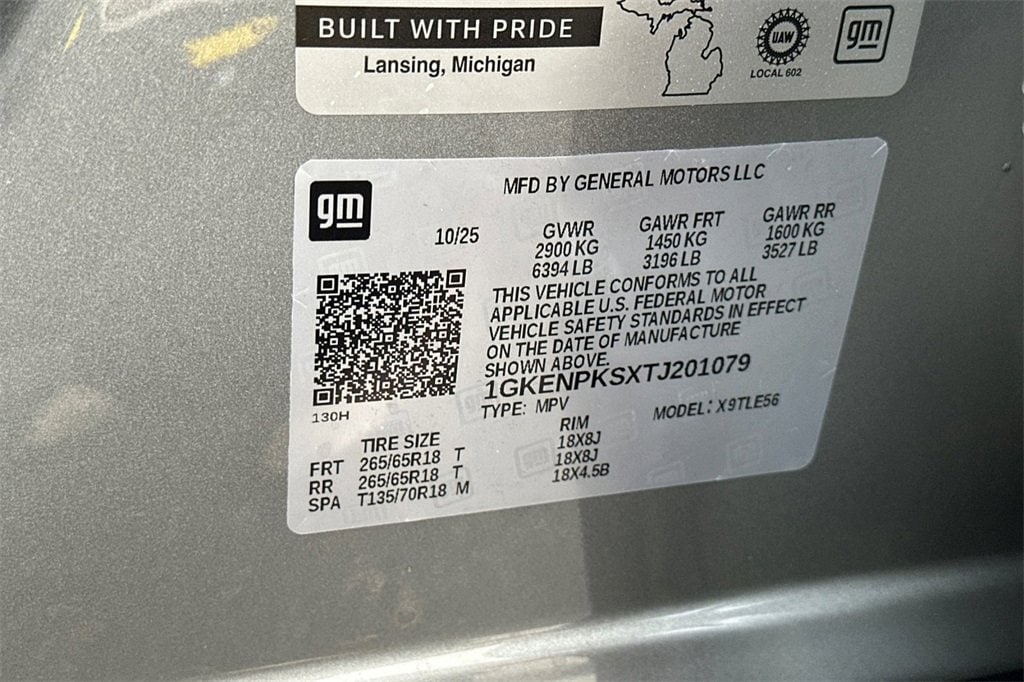 BUILT WITH PRIDE
Lansing, Michigan
UAW
LOCAL 602
gm
gm
MFD BY GENERAL MOTORS LLC
10/25
GVWR
2900 KG
6394 LB
GAWR FRT
1450 KG
3196 LB
GAWR RR
1600 KG
3527 LB
THIS VEHICLE CONFORMS TO ALL
APPLICABLE U.S. FEDERAL MOTOR
VEHICLE SAFETY STANDARDS IN EFFECT
ON THE DATE OF MANUFACTURE
SHOWN ABOVE.
1GKENPKSXTJ201079
TYPE: MPV
MODEL: X9TLE56
130H
TIRE SIZE RIM
FRT 265/65R18 T 18X8J
RR 265/65R18 T 18X8J
SPA T135/70R18 M 18X4.5B